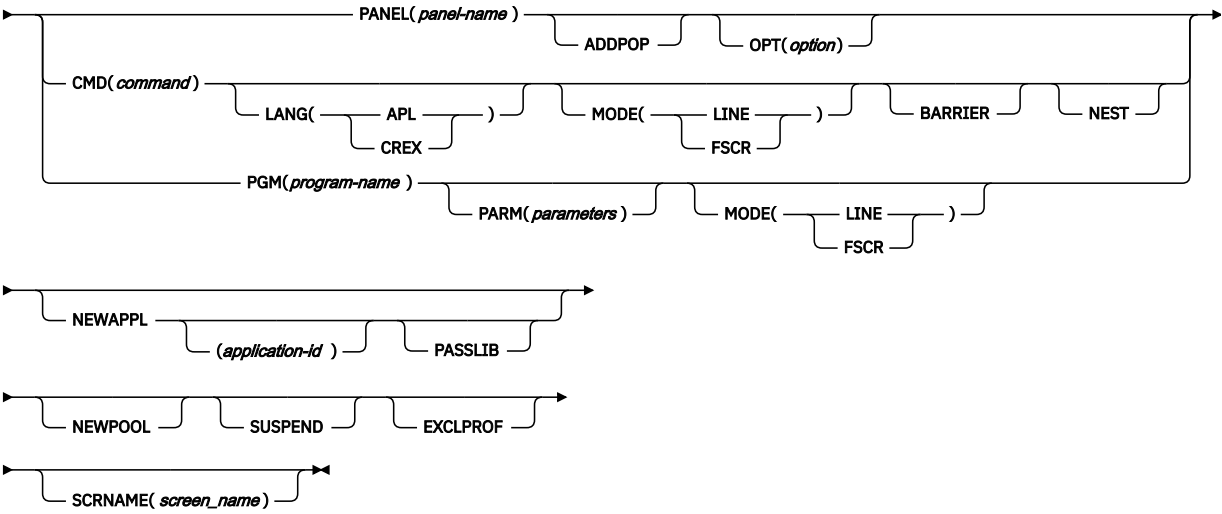 PANEL( panel-name )
ADDPOP OPT( option )
CMD( command )
LANG( APL ) MODE( LINE ) BARRIER NEST
CREX FSCR
PGM( program-name )
PARM( parameters ) MODE( LINE )
FSCR
NEWAPPL
( application-id ) PASSLIB
NEWPOOL SUSPEND EXCLPROF
SCRNAME( screen_name )